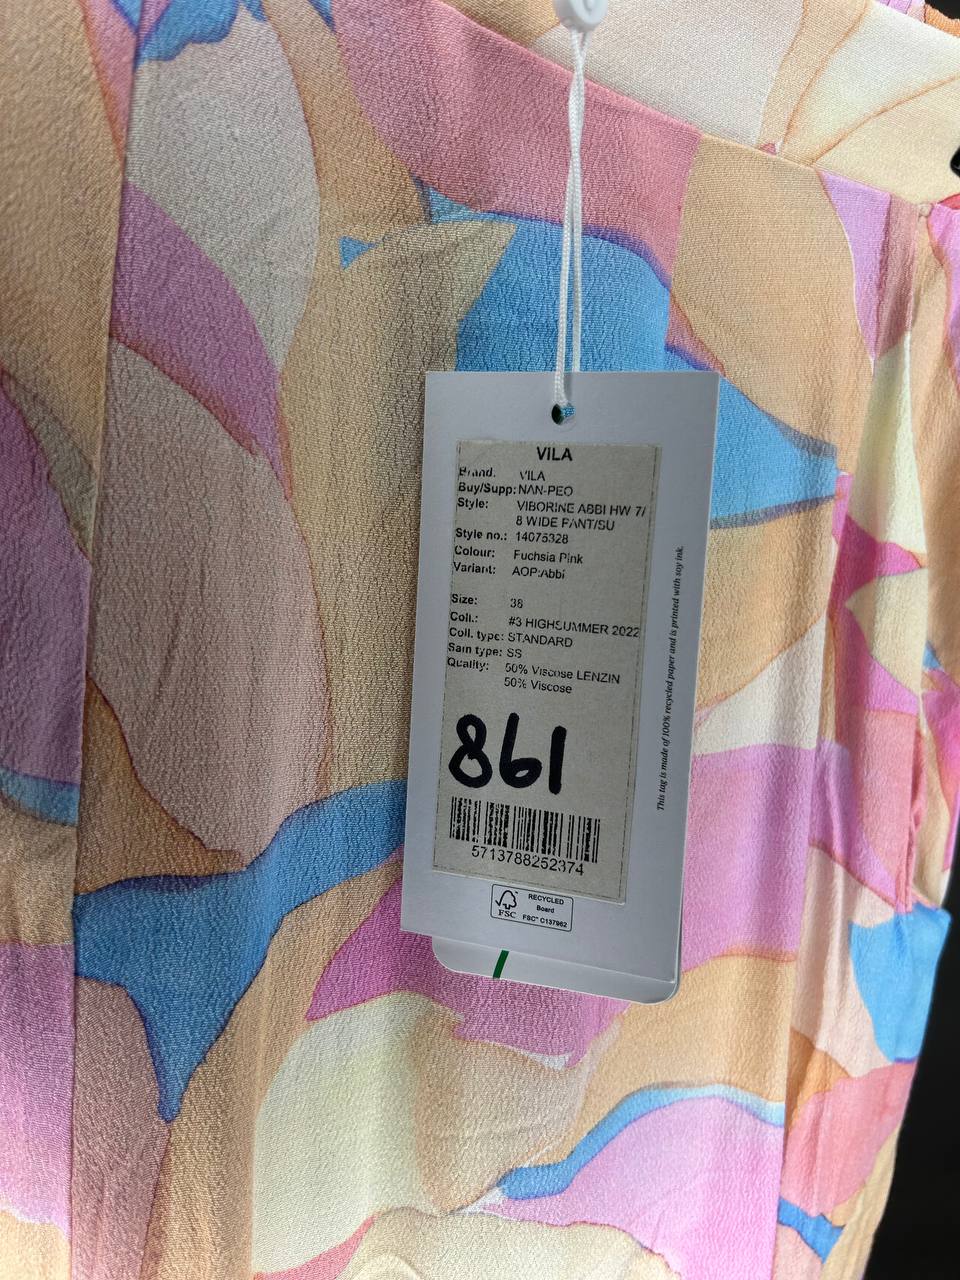 VILA
Brand: VILA
Buy/Supp: NAN-PEO
Style: VIBORINE ABBI HW 7/
8 WIDE PANT/SU
Style no.: 14075328
Colour: Fuchsia Pink
Variant: AOP:Abbi
Size: 38
Coll.: #3 HIGHSUMMER 2022
Coll. type: STANDARD
Sam type: SS
Quality: 50% Viscose LENZIN
50% Viscose
861
5713788252374
FSC
RECYCLED
Board
FSC® C137962
This tag is made of 100% recycled paper and is printed with soy ink.